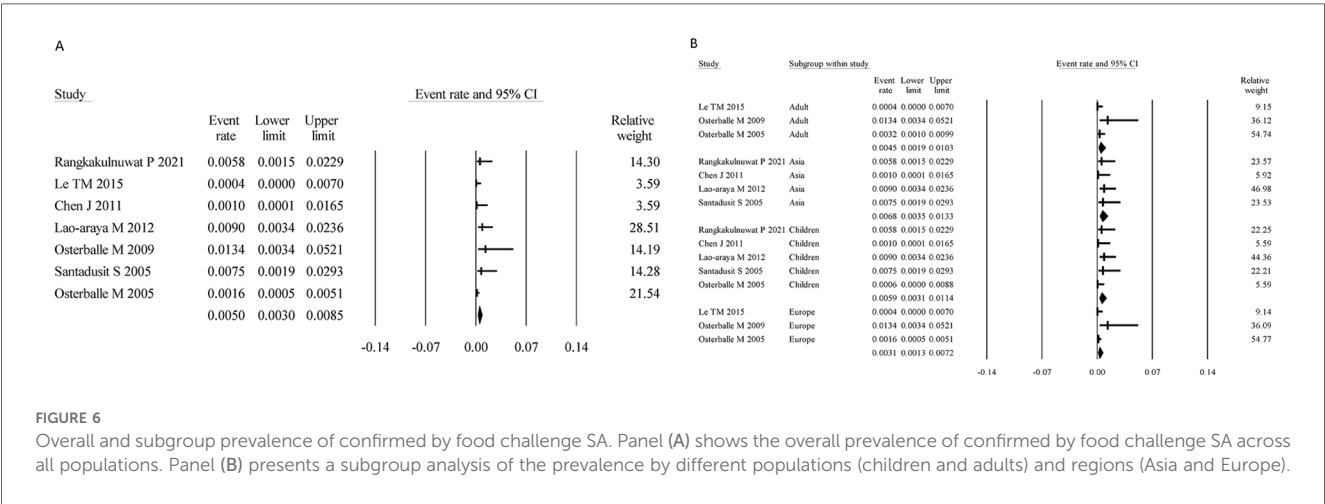 A
Study
Event rate and 95% CI
Event Lower Upper
rate limit limit
Relative
weight
Rangkakulnuwat P 2021 0.0058 0.0015 0.0229 14.30
Le TM 2015 0.0004 0.0000 0.0070 3.59
Chen J 2011 0.0010 0.0001 0.0165 3.59
Lao-araya M 2012 0.0090 0.0034 0.0236 28.51
Osterballe M 2009 0.0134 0.0034 0.0521 14.19
Santadusit S 2005 0.0075 0.0019 0.0293 14.28
Osterballe M 2005 0.0016 0.0005 0.0051 21.54
0.0050 0.0030 0.0085
-0.14 -0.07 0.00 0.07 0.14
B
Study Subgroup within study Event rate and 95% CI
Event Lower Upper
rate limit limit
Relative
weight
Le TM 2015 Adult 0.0004 0.0000 0.0070 9.15
Osterballe M 2009 Adult 0.0134 0.0034 0.0521 36.12
Osterballe M 2005 Adult 0.0032 0.0010 0.0099 54.74
0.0045 0.0019 0.0103
Rangkakulnuwat P 2021 Asia 0.0058 0.0015 0.0229 23.57
Chen J 2011 Asia 0.0010 0.0001 0.0165 5.92
Lao-araya M 2012 Asia 0.0090 0.0034 0.0236 46.98
Santadusit S 2005 Asia 0.0075 0.0019 0.0293 23.53
0.0068 0.0035 0.0133
Rangkakulnuwat P 2021 Children 0.0058 0.0015 0.0229 22.25
Chen J 2011 Children 0.0010 0.0001 0.0165 5.59
Lao-araya M 2012 Children 0.0090 0.0034 0.0236 44.36
Santadusit S 2005 Children 0.0075 0.0019 0.0293 22.21
Osterballe M 2005 Children 0.0006 0.0000 0.0088 5.59
0.0059 0.0031 0.0114
Le TM 2015 Europe 0.0004 0.0000 0.0070 9.14
Osterballe M 2009 Europe 0.0134 0.0034 0.0521 36.09
Osterballe M 2005 Europe 0.0016 0.0005 0.0051 54.77
0.0031 0.0013 0.0072
-0.14 -0.07 0.00 0.07 0.14
FIGURE 6
Overall and subgroup prevalence of confirmed by food challenge SA. Panel (A) shows the overall prevalence of confirmed by food challenge SA across
all populations. Panel (B) presents a subgroup analysis of the prevalence by different populations (children and adults) and regions (Asia and Europe).